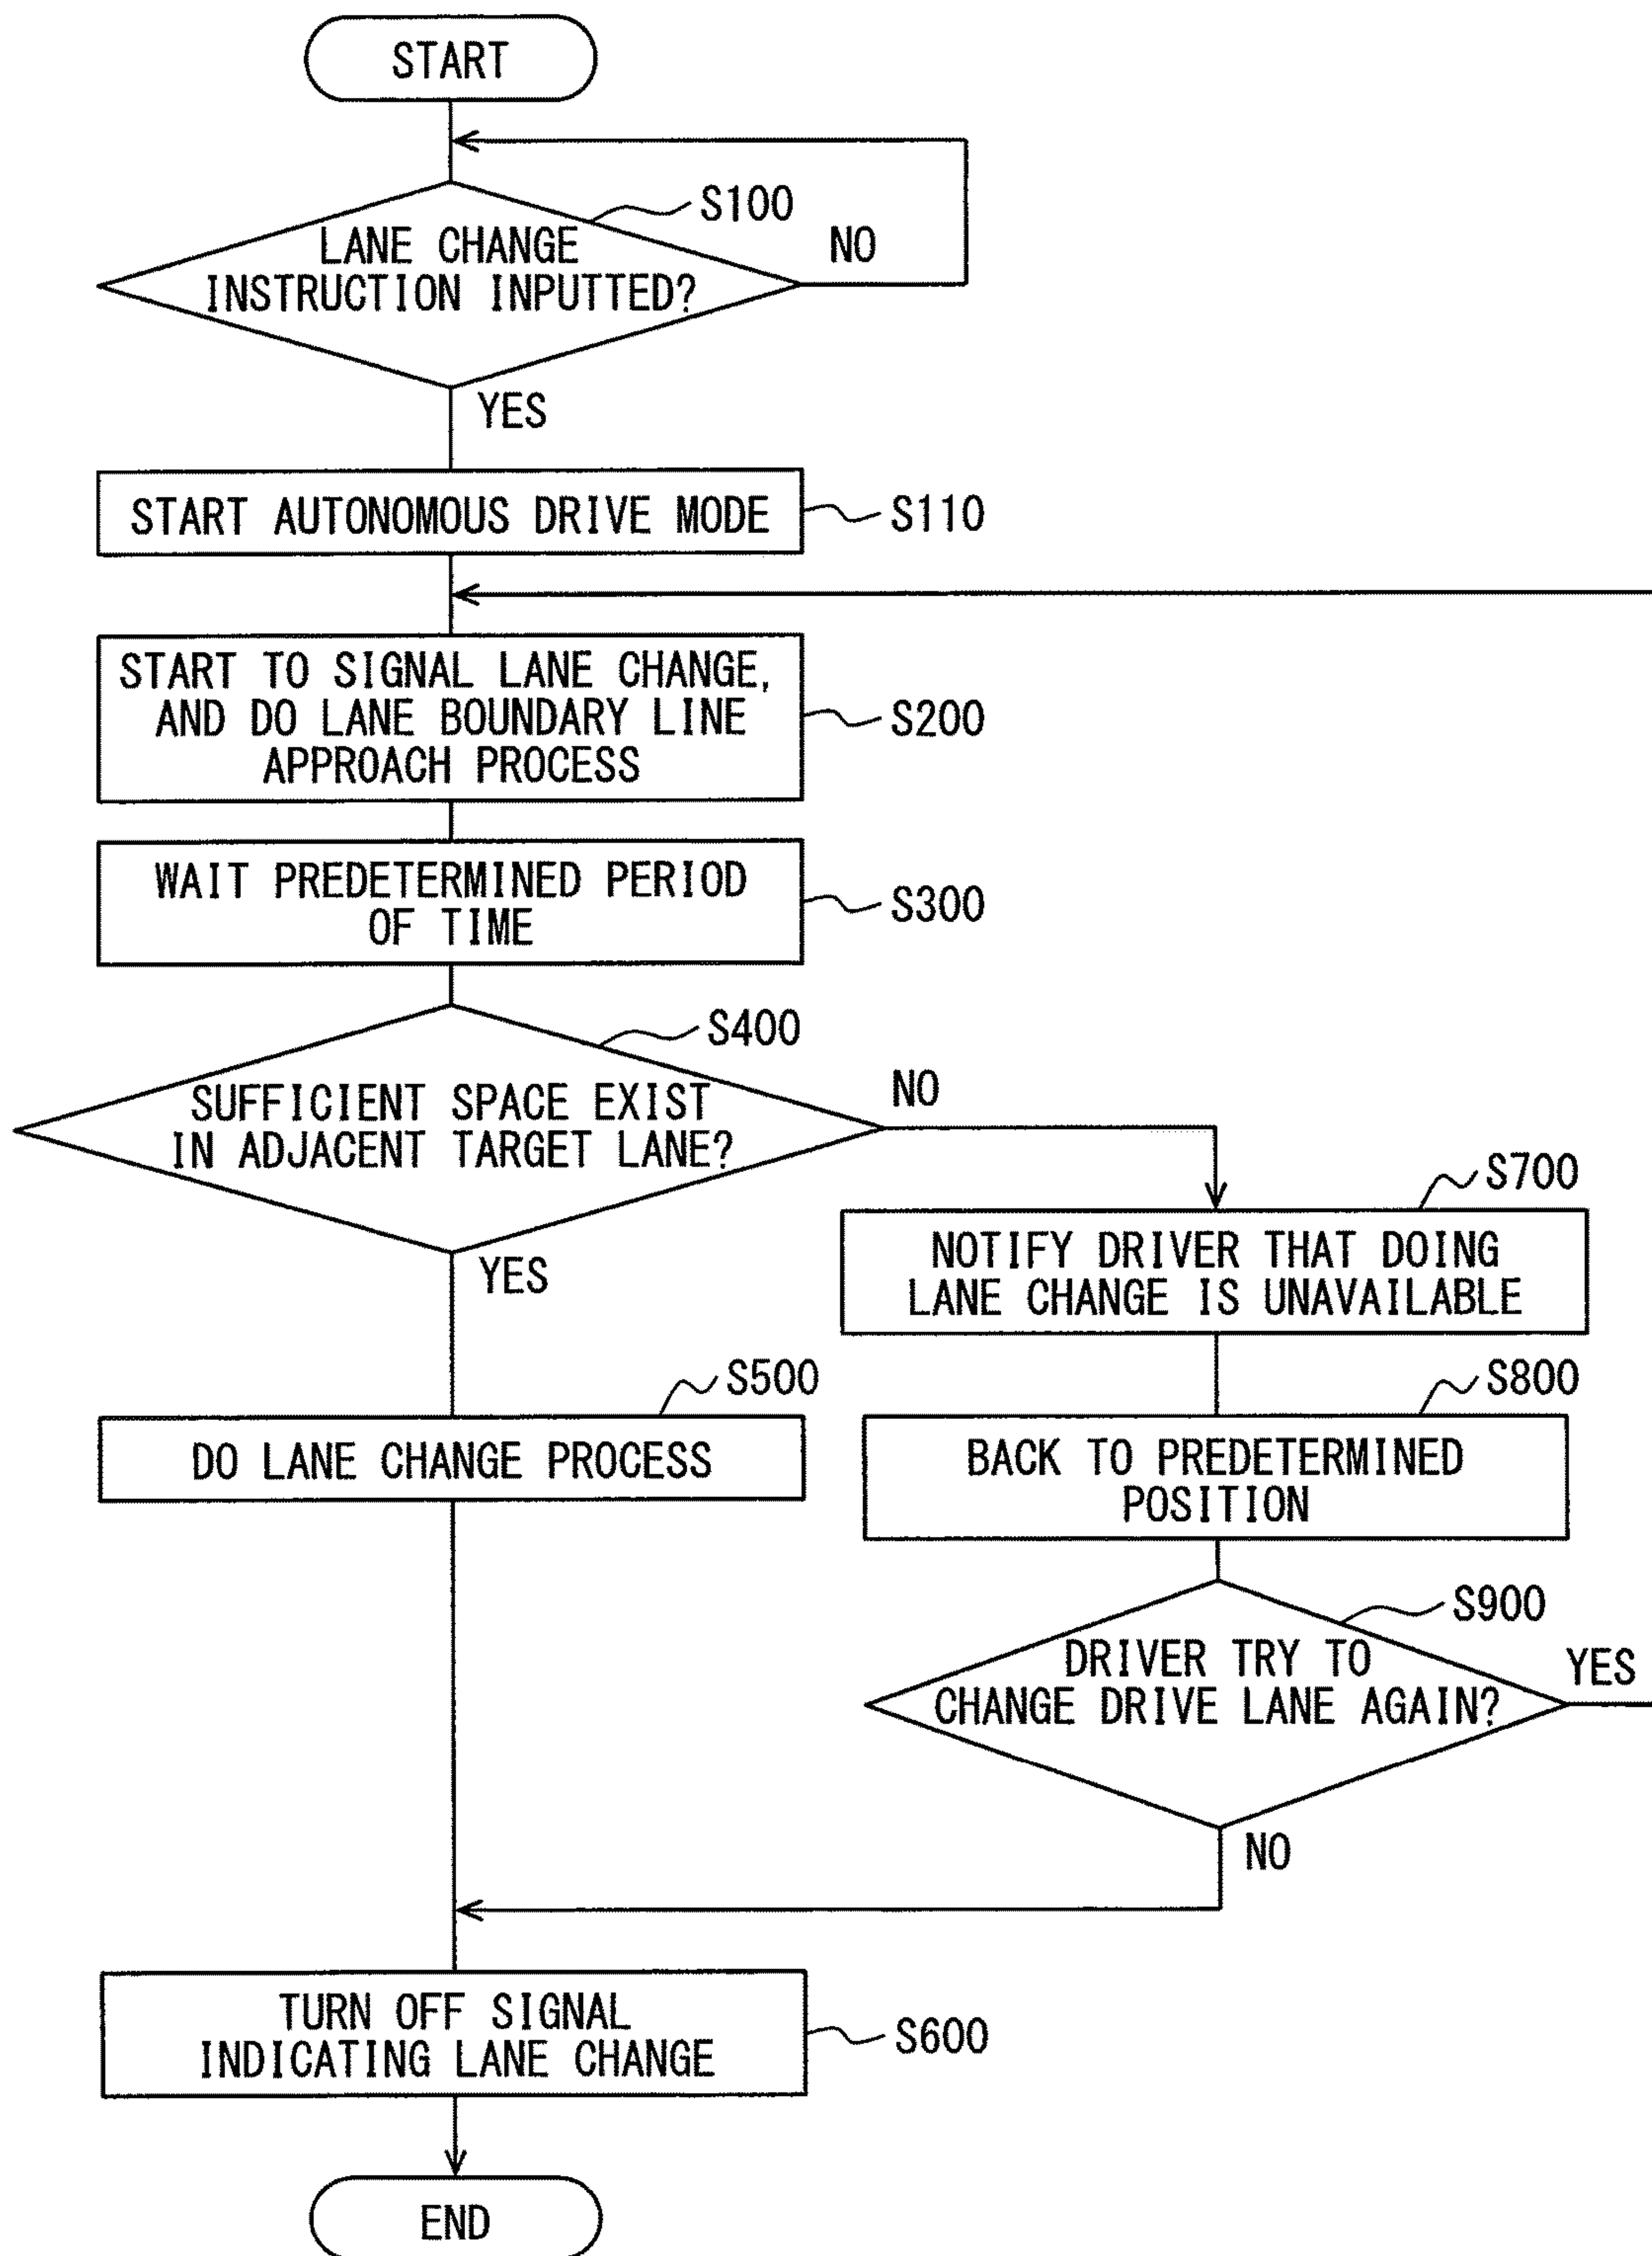 START
S100
LANE CHANGE
INSTRUCTION INPUTTED?
NO
YES
START AUTONOMOUS DRIVE MODE
S110
START TO SIGNAL LANE CHANGE,
AND DO LANE BOUNDARY LINE
APPROACH PROCESS
S200
WAIT PREDETERMINED PERIOD
OF TIME
S300
S400
SUFFICIENT SPACE EXIST
IN ADJACENT TARGET LANE?
NO
YES
S700
NOTIFY DRIVER THAT DOING
LANE CHANGE IS UNAVAILABLE
S500
DO LANE CHANGE PROCESS
S800
BACK TO PREDETERMINED
POSITION
S900
DRIVER TRY TO
CHANGE DRIVE LANE AGAIN?
YES
NO
TURN OFF SIGNAL
INDICATING LANE CHANGE
S600
END